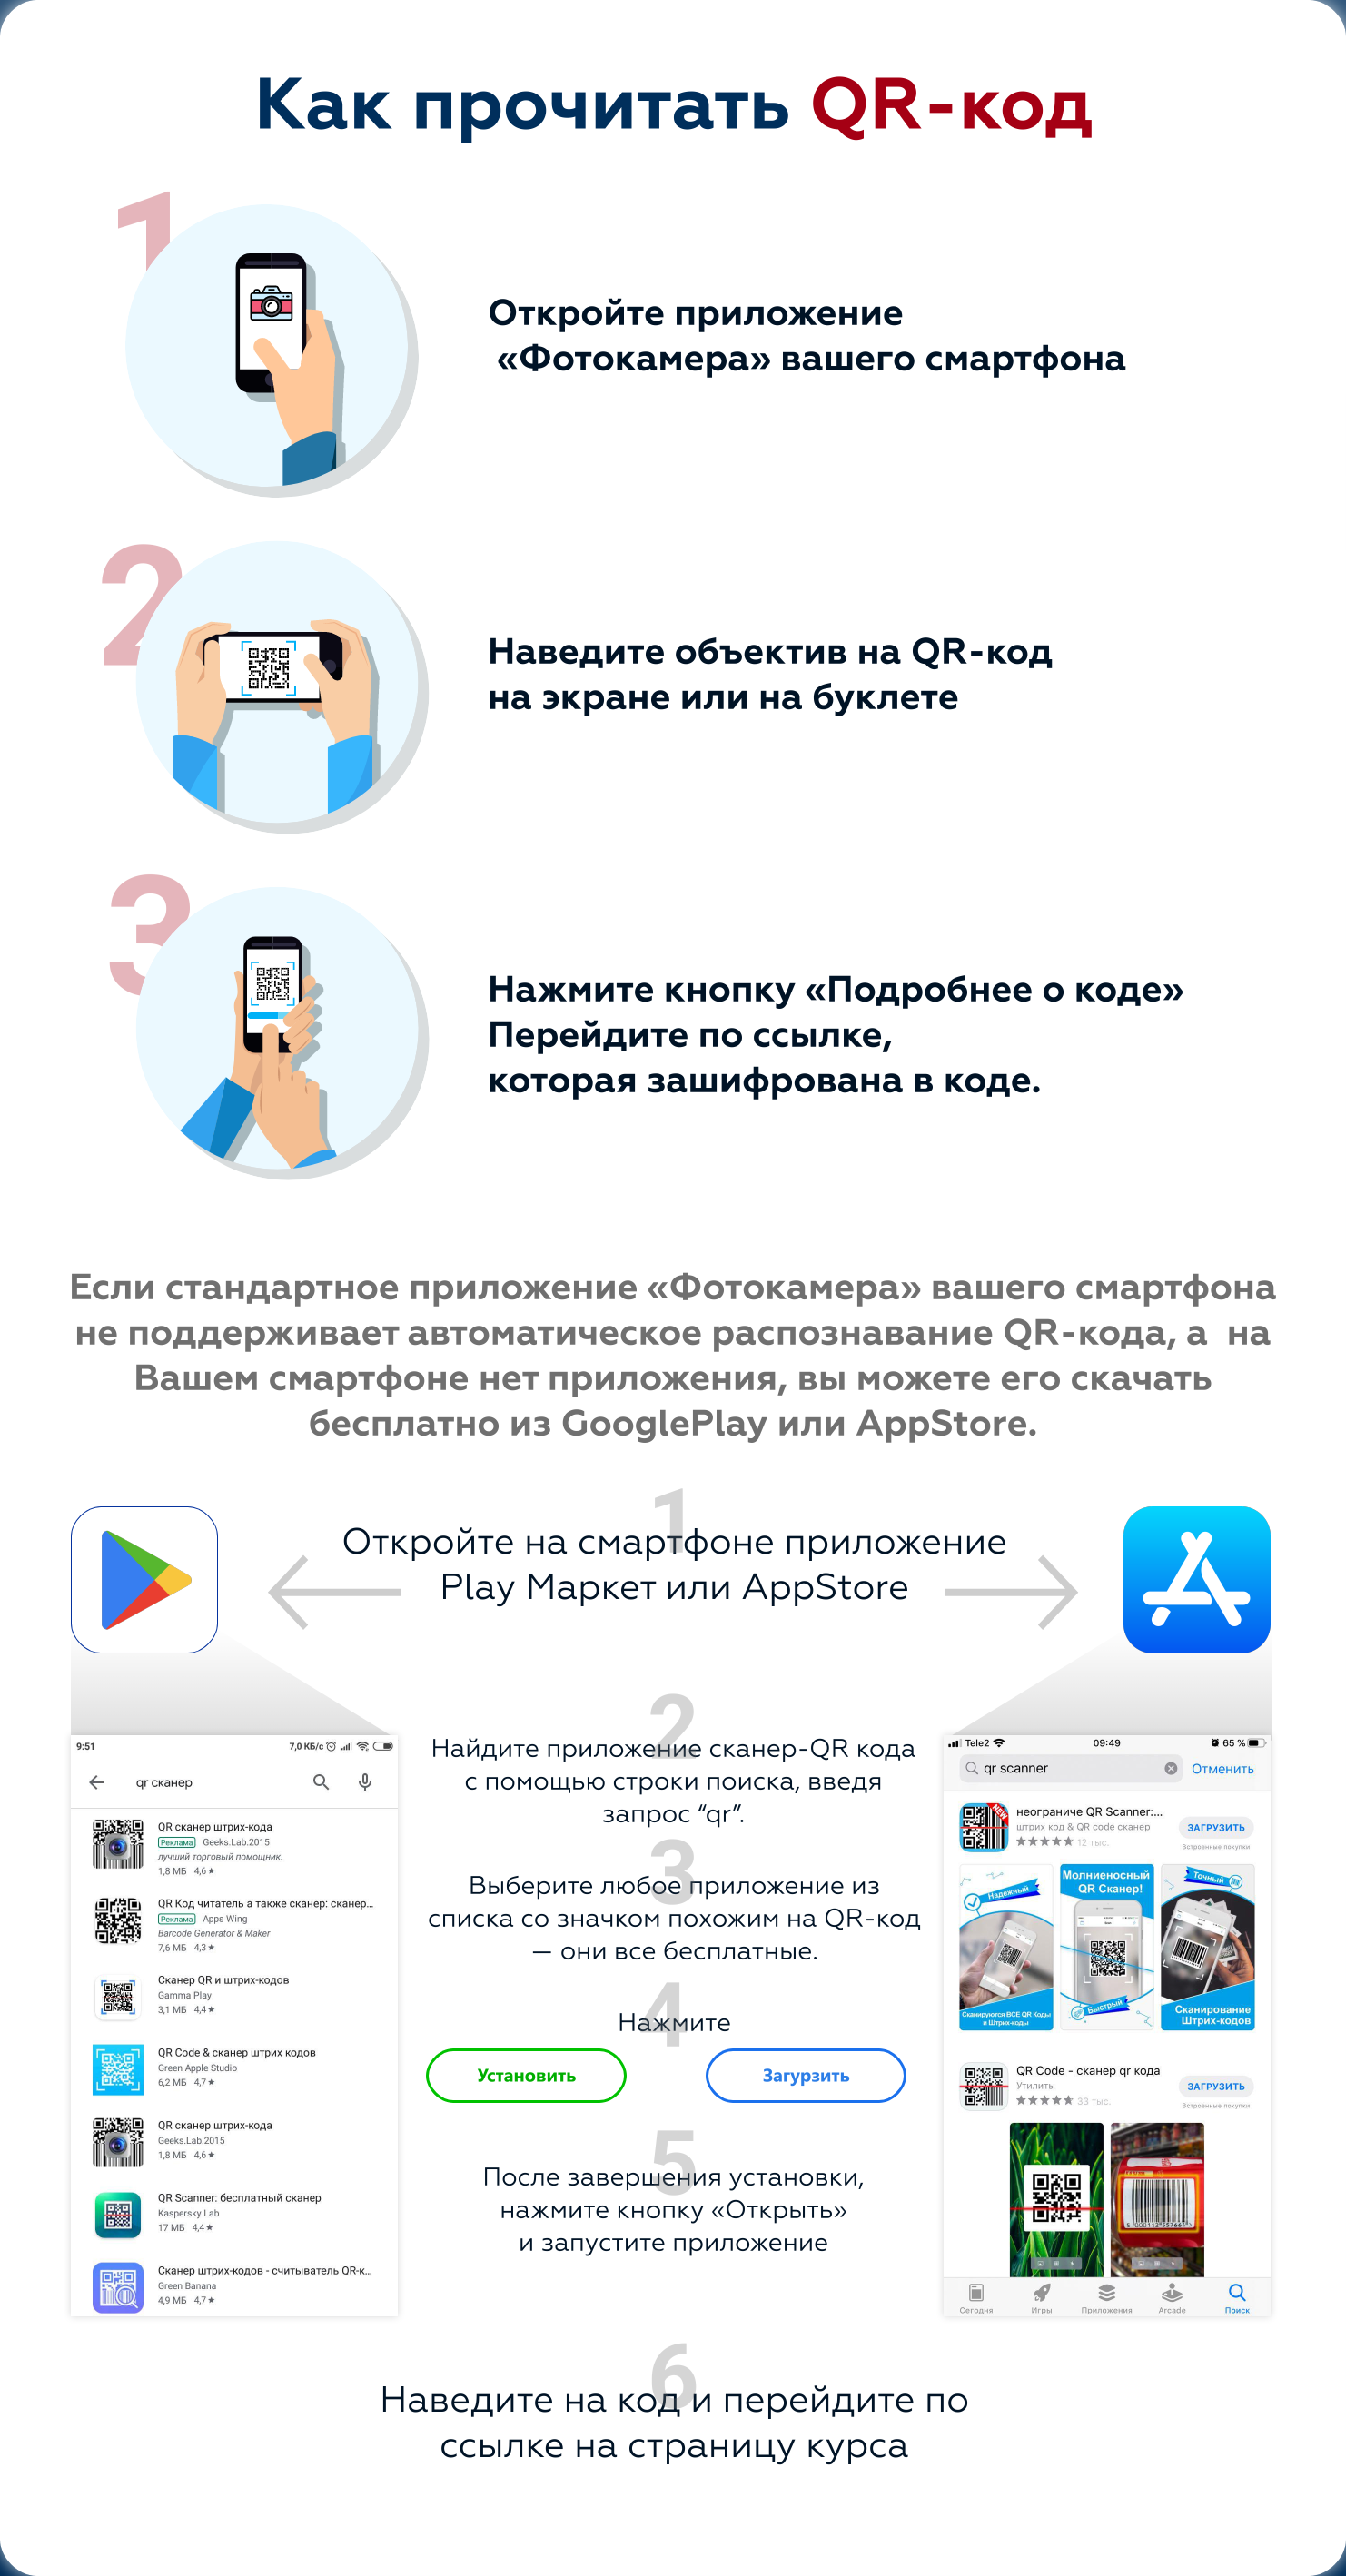 Как прочитать QR-код
1
Откройте приложение
«Фотокамера» вашего смартфона
2
Наведите объектив на QR-код
на экране или на буклете
3
Нажмите кнопку «Подробнее о коде»
Перейдите по ссылке,
которая зашифрована в коде.
Если стандартное приложение «Фотокамера» вашего смартфона
не поддерживает автоматическое распознавание QR-кода, а на
Вашем смартфоне нет приложения, вы можете его скачать
бесплатно из GooglePlay или AppStore.
1
Откройте на смартфоне приложение
Play Маркет или AppStore
2
Найдите приложение сканер-QR кода
с помощью строки поиска, введя
запрос “qr”.
3
Выберите любое приложение из
списка со значком похожим на QR-код
— они все бесплатные.
4
Нажмите
Установить
Загурзить
5
После завершения установки,
нажмите кнопку «Открыть»
и запустите приложение
9:51 7,0 КБ/с
qr сканер
QR сканер штрих-кода
Реклама Geeks.Lab.2015
лучший торговый помощник.
1,8 МБ 4,6 ★
QR Код читатель а также сканер: сканер...
Реклама Apps Wing
Barcode Generator & Maker
7,6 МБ 4,3 ★
Сканер QR и штрих-кодов
Gamma Play
3,1 МБ 4,4 ★
QR Code & сканер штрих кодов
Green Apple Studio
6,2 МБ 4,7 ★
QR сканер штрих-кода
Geeks.Lab.2015
1,8 МБ 4,6 ★
QR Scanner: бесплатный сканер
Kaspersky Lab
17 МБ 4,4 ★
Сканер штрих-кодов - считыватель QR-к...
Green Banana
4,9 МБ 4,7 ★
Tele2 09:49 65 %
qr scanner
Отменить
NEW
неограниче QR Scanner:...
штрих код & QR code сканер
★★★★★ 12 тыс.
ЗАГРУЗИТЬ
Встроенные покупки
Надежный
Сканируются ВСЕ QR Коды
и Штрих-коды
Молниеносный
QR Сканер!
Быстрый
Точный
Сканирование
Штрих-кодов
QR Code - сканер qr кода
Утилиты
★★★★★ 33 тыс.
ЗАГРУЗИТЬ
Встроенные покупки
Сегодня
Игры
Приложения
Arcade
Поиск
6
Наведите на код и перейдите по
ссылке на страницу курса